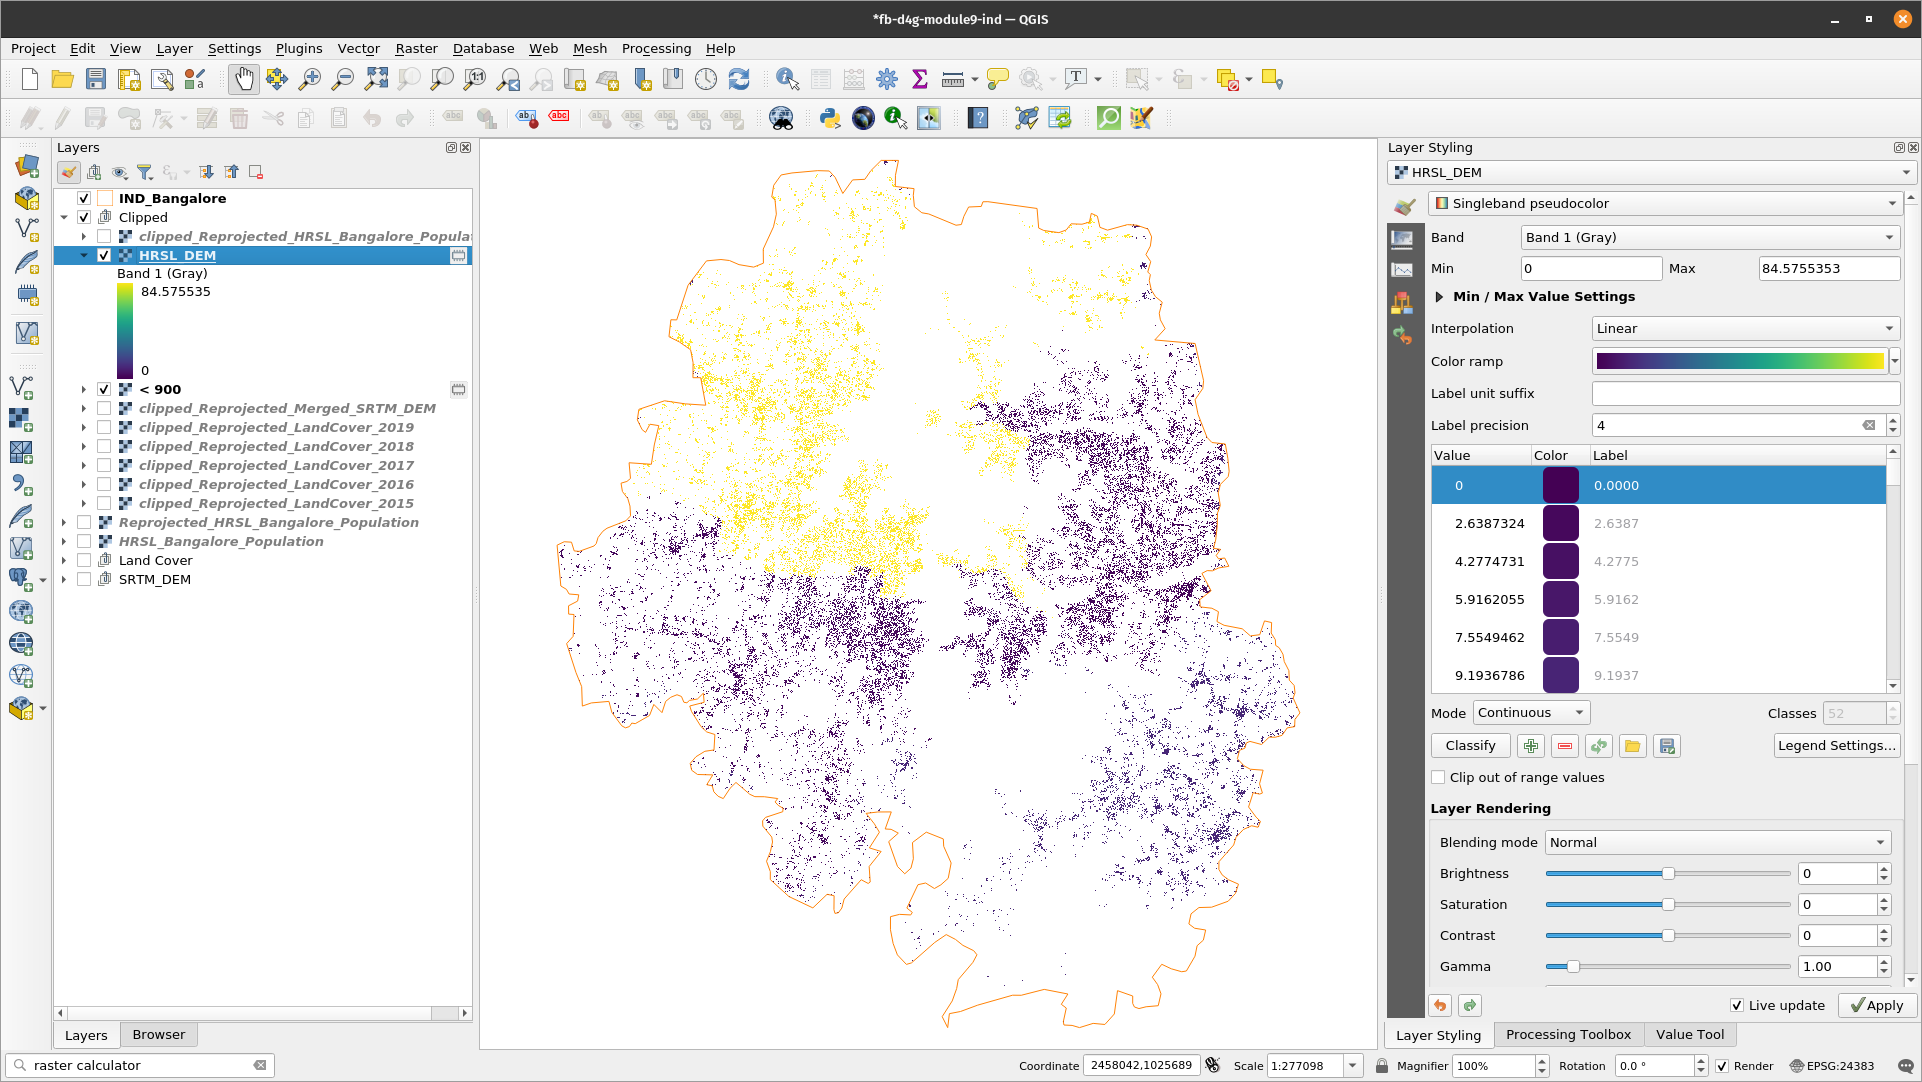 *fb-d4g-module9-ind — QGIS
Project Edit View Layer Settings Plugins Vector Raster Database Web Mesh Processing Help
Layers
IND_Bangalore
Clipped
clipped_Reprojected_HRSL_Bangalore_Populat
HRSL_DEM
Band 1 (Gray)
84.575535
0
< 900
clipped_Reprojected_Merged_SRTM_DEM
clipped_Reprojected_LandCover_2019
clipped_Reprojected_LandCover_2018
clipped_Reprojected_LandCover_2017
clipped_Reprojected_LandCover_2016
clipped_Reprojected_LandCover_2015
Reprojected_HRSL_Bangalore_Population
HRSL_Bangalore_Population
Land Cover
SRTM_DEM
Layers Browser
Layer Styling
HRSL_DEM
Singleband pseudocolor
Band Band 1 (Gray)
Min 0 Max 84.5755353
Min / Max Value Settings
Interpolation Linear
Color ramp
Label unit suffix
Label precision 4
Value Color Label
0 0.0000
2.6387324 2.6387
4.2774731 4.2775
5.9162055 5.9162
7.5549462 7.5549
9.1936786 9.1937
Mode Continuous Classes 52
Classify Legend Settings...
Clip out of range values
Layer Rendering
Blending mode Normal
Brightness 0
Saturation 0
Contrast 0
Gamma 1.00
Live update Apply
Layer Styling Processing Toolbox Value Tool
raster calculator Coordinate 2458042,1025689 Scale 1:277098 Magnifier 100% Rotation 0.0 ° Render EPSG:24383